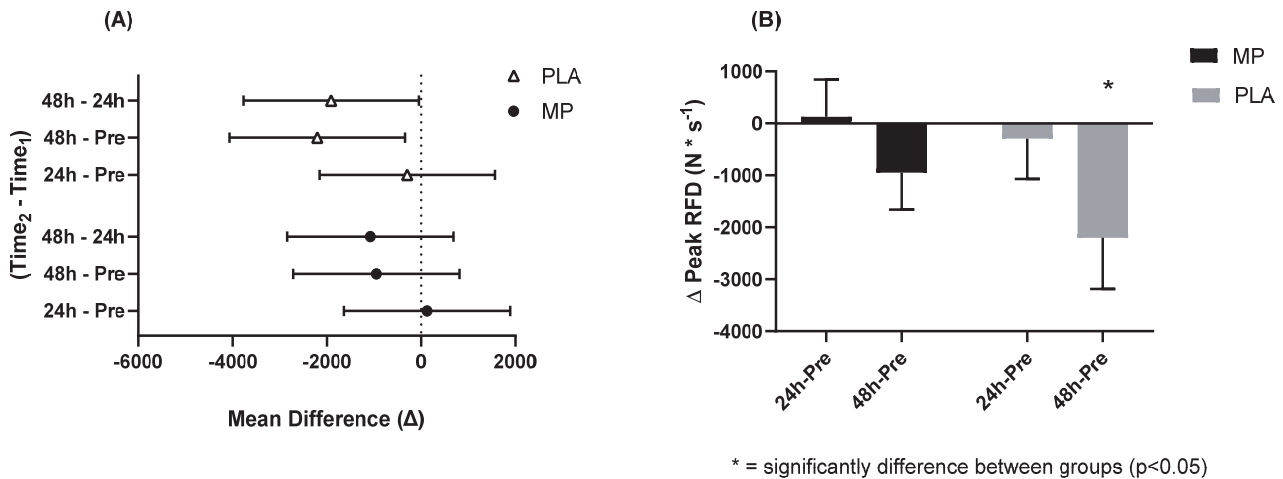 (A)
PLA
MP
(Time₂ - Time₁)
48h - 24h
48h - Pre
24h - Pre
48h - 24h
48h - Pre
24h - Pre
-6000 -4000 -2000 0 2000
Mean Difference (Δ)
(B)
MP
PLA
Δ Peak RFD (N * s⁻¹)
1000
0
-1000
-2000
-3000
-4000
*
24h-Pre 48h-Pre 24h-Pre 48h-Pre
* = significantly difference between groups (p<0.05)